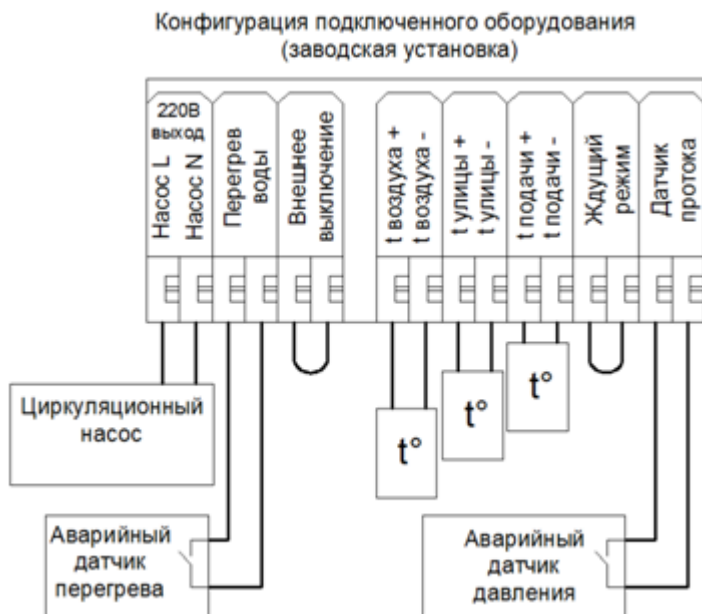 Конфигурация подключенного оборудования
(заводская установка)
220В
выход
Насос L
Насос N
Перегрев
воды
Внешнее
выключение
t воздуха +
t воздуха -
t улицы +
t улицы -
t подачи +
t подачи -
Ждущий
режим
Датчик
протока
Циркуляционный
насос
t°
t°
t°
Аварийный
датчик
перегрева
Аварийный
датчик
давления